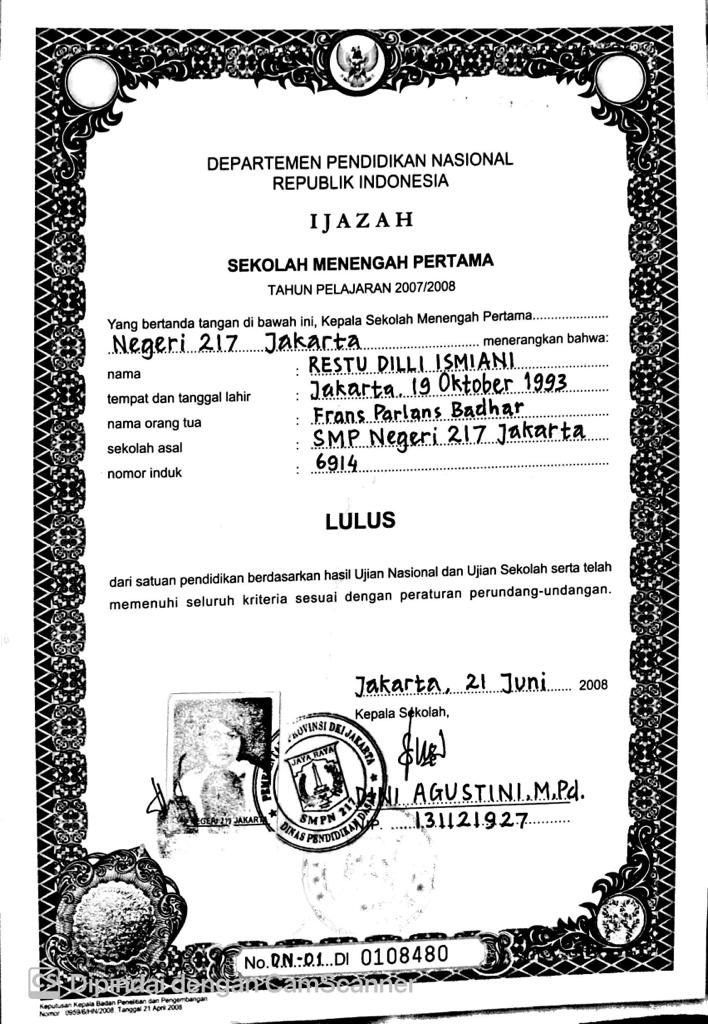 DEPARTEMEN PENDIDIKAN NASIONAL
REPUBLIK INDONESIA
IJAZAH
SEKOLAH MENENGAH PERTAMA
TAHUN PELAJARAN 2007/2008
Yang bertanda tangan di bawah ini, Kepala Sekolah Menengah Pertama
Negeri 217 Jakarta menerangkan bahwa:
nama : RESTU DILLI ISMIANI
tempat dan tanggal lahir : Jakarta, 19 Oktober 1993
nama orang tua : Frans Parlans Badhar
sekolah asal : SMP Negeri 217 Jakarta
nomor induk : 6914
LULUS
dari satuan pendidikan berdasarkan hasil Ujian Nasional dan Ujian Sekolah serta telah
memenuhi seluruh kriteria sesuai dengan peraturan perundang-undangan.
Jakarta, 21 Juni 2008
Kepala Sekolah,
PROVINSI DKI JAKARTA
JAYA RAYA
SMPN 217
DINAS PENDIDIKAN DASAR
AGUSTINI, M.Pd.
131121927
No. DN-01 DI 0108480
CS Dipindai dengan CamScanner
Keputusan Kepala Badan Penelitian dan Pengembangan
Nomor 0959/6/HN/2008 Tanggal 21 April 2008